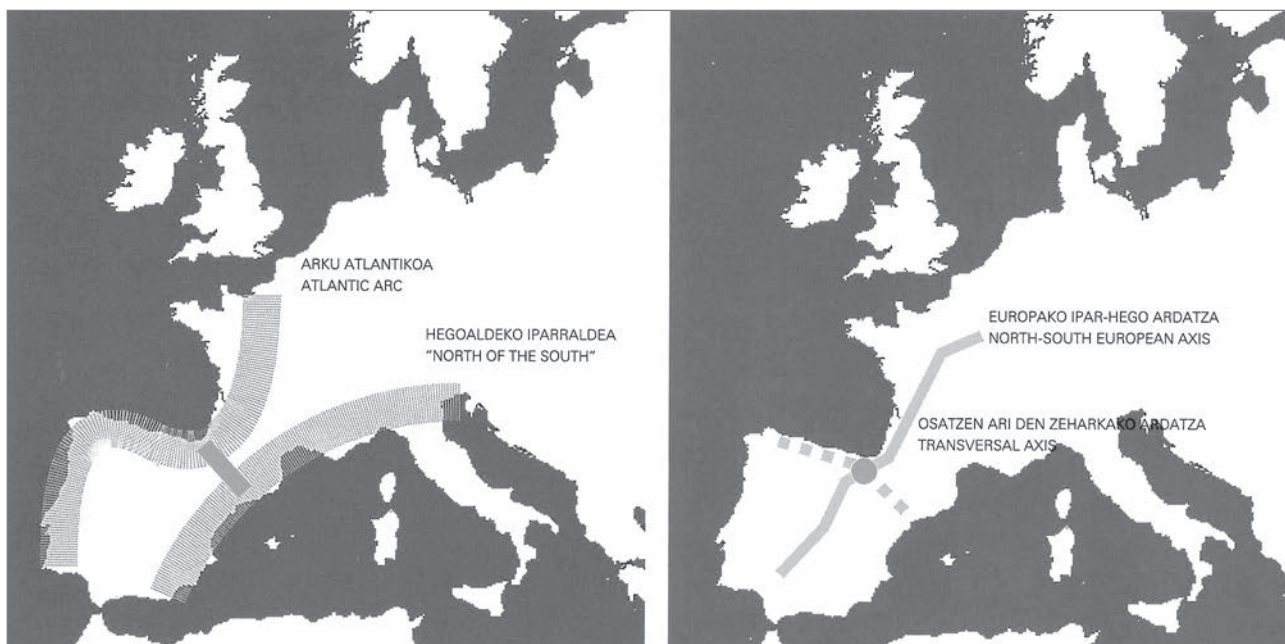 ARKU ATLANTIKOA
ATLANTIC ARC
HEGOALDEKO IPARRALDEA
“NORTH OF THE SOUTH”
EUROPAKO IPAR-HEGO ARDATZA
NORTH-SOUTH EUROPEAN AXIS
OSATZEN ARI DEN ZEHARKAKO ARDATZA
TRANSVERSAL AXIS